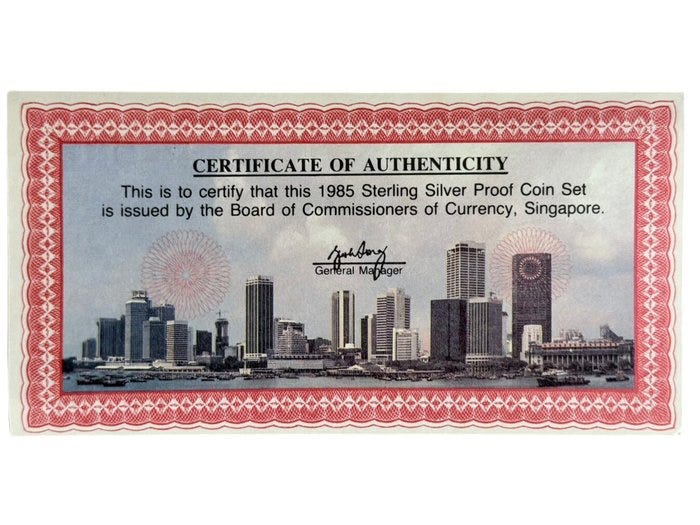 CERTIFICATE OF AUTHENTICITY
This is to certify that this 1985 Sterling Silver Proof Coin Set
is issued by the Board of Commissioners of Currency, Singapore.
General Manager